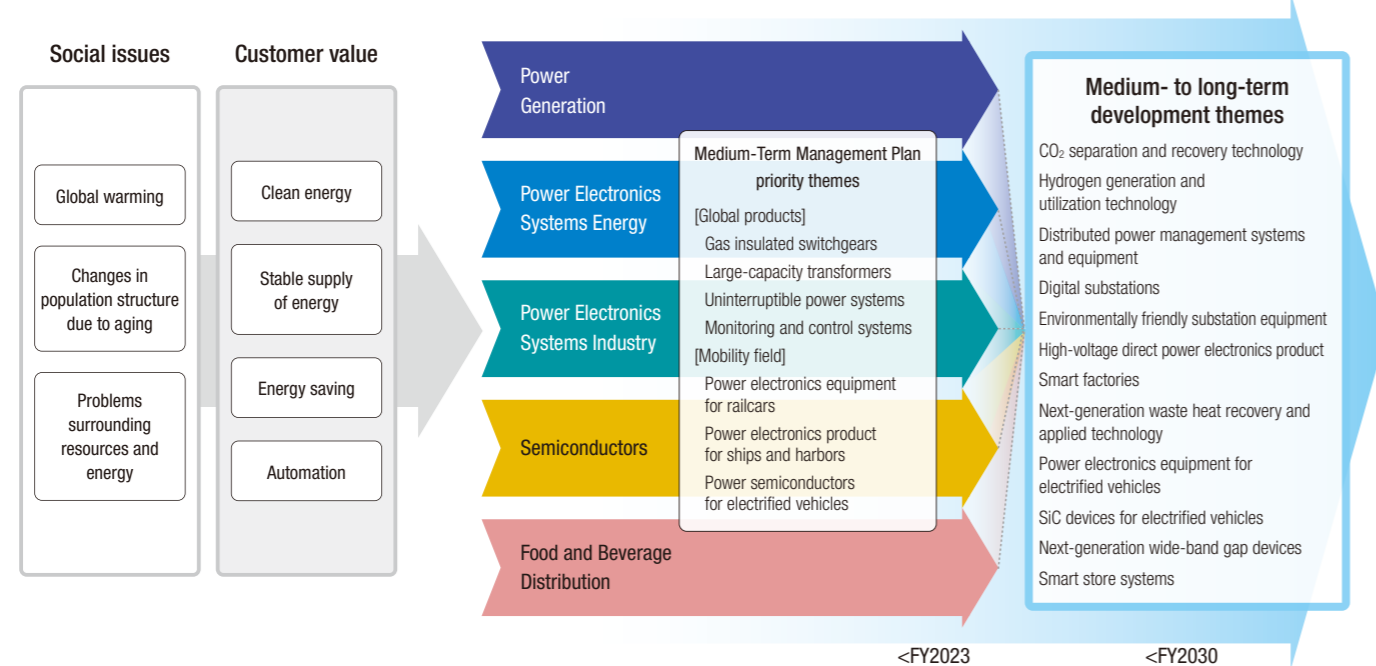 Social issues
Global warming
Changes in
population structure
due to aging
Problems
surrounding
resources and
energy
Customer value
Clean energy
Stable supply
of energy
Energy saving
Automation
Power
Generation
Power Electronics
Systems Energy
Power Electronics
Systems Industry
Semiconductors
Food and Beverage
Distribution
Medium-Term Management Plan
priority themes
[Global products]
Gas insulated switchgears
Large-capacity transformers
Uninterruptible power systems
Monitoring and control systems
[Mobility field]
Power electronics equipment
for railcars
Power electronics product
for ships and harbors
Power semiconductors
for electrified vehicles
Medium- to long-term
development themes
CO₂ separation and recovery technology
Hydrogen generation and
utilization technology
Distributed power management systems
and equipment
Digital substations
Environmentally friendly substation equipment
High-voltage direct power electronics product
Smart factories
Next-generation waste heat recovery and
applied technology
Power electronics equipment for
electrified vehicles
SiC devices for electrified vehicles
Next-generation wide-band gap devices
Smart store systems
<FY2023
<FY2030